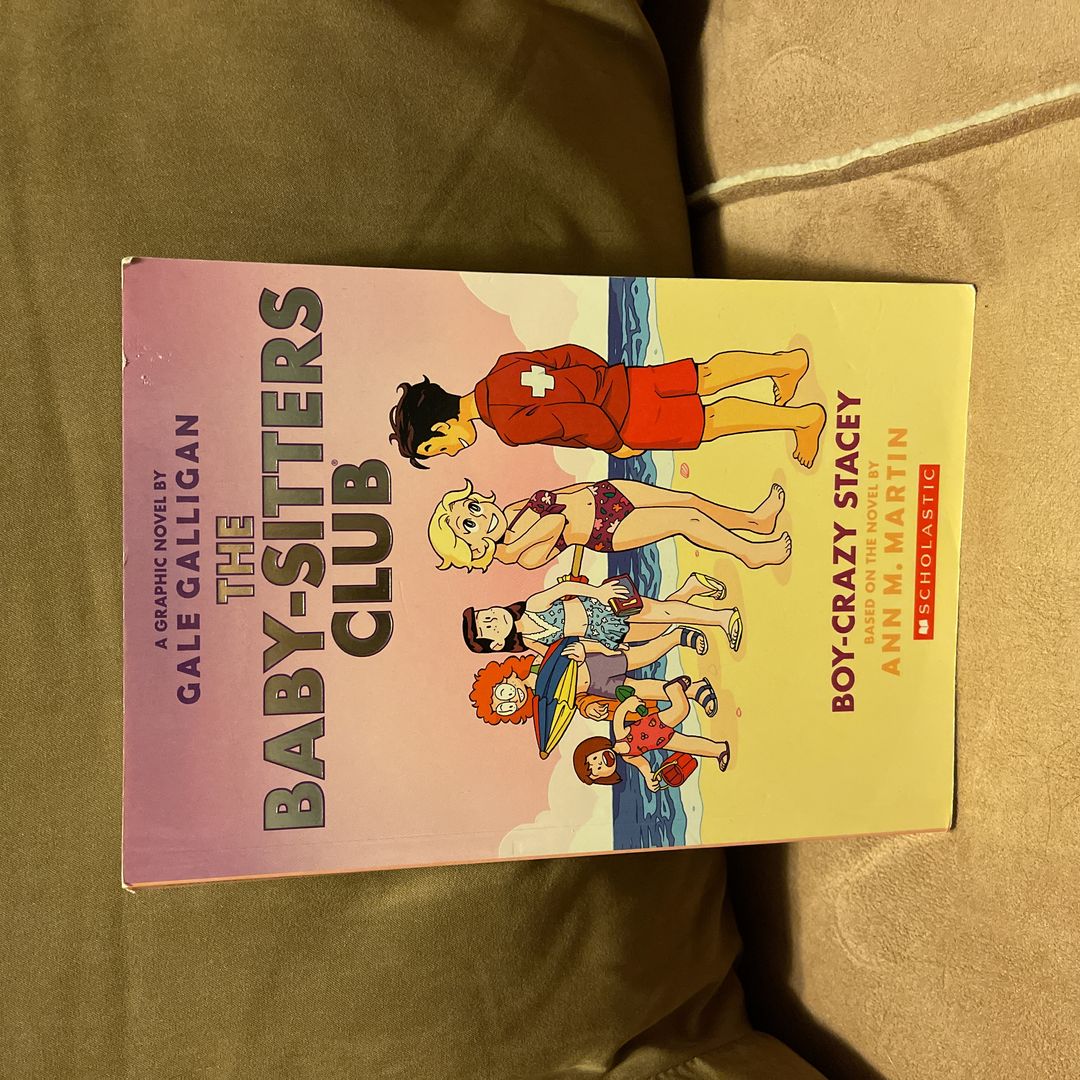 A GRAPHIC NOVEL BY
GALE GALLIGAN
THE
BABY-SITTERS
CLUB®
BOY-CRAZY STACEY
BASED ON THE NOVEL BY
ANN M. MARTIN
SCHOLASTIC